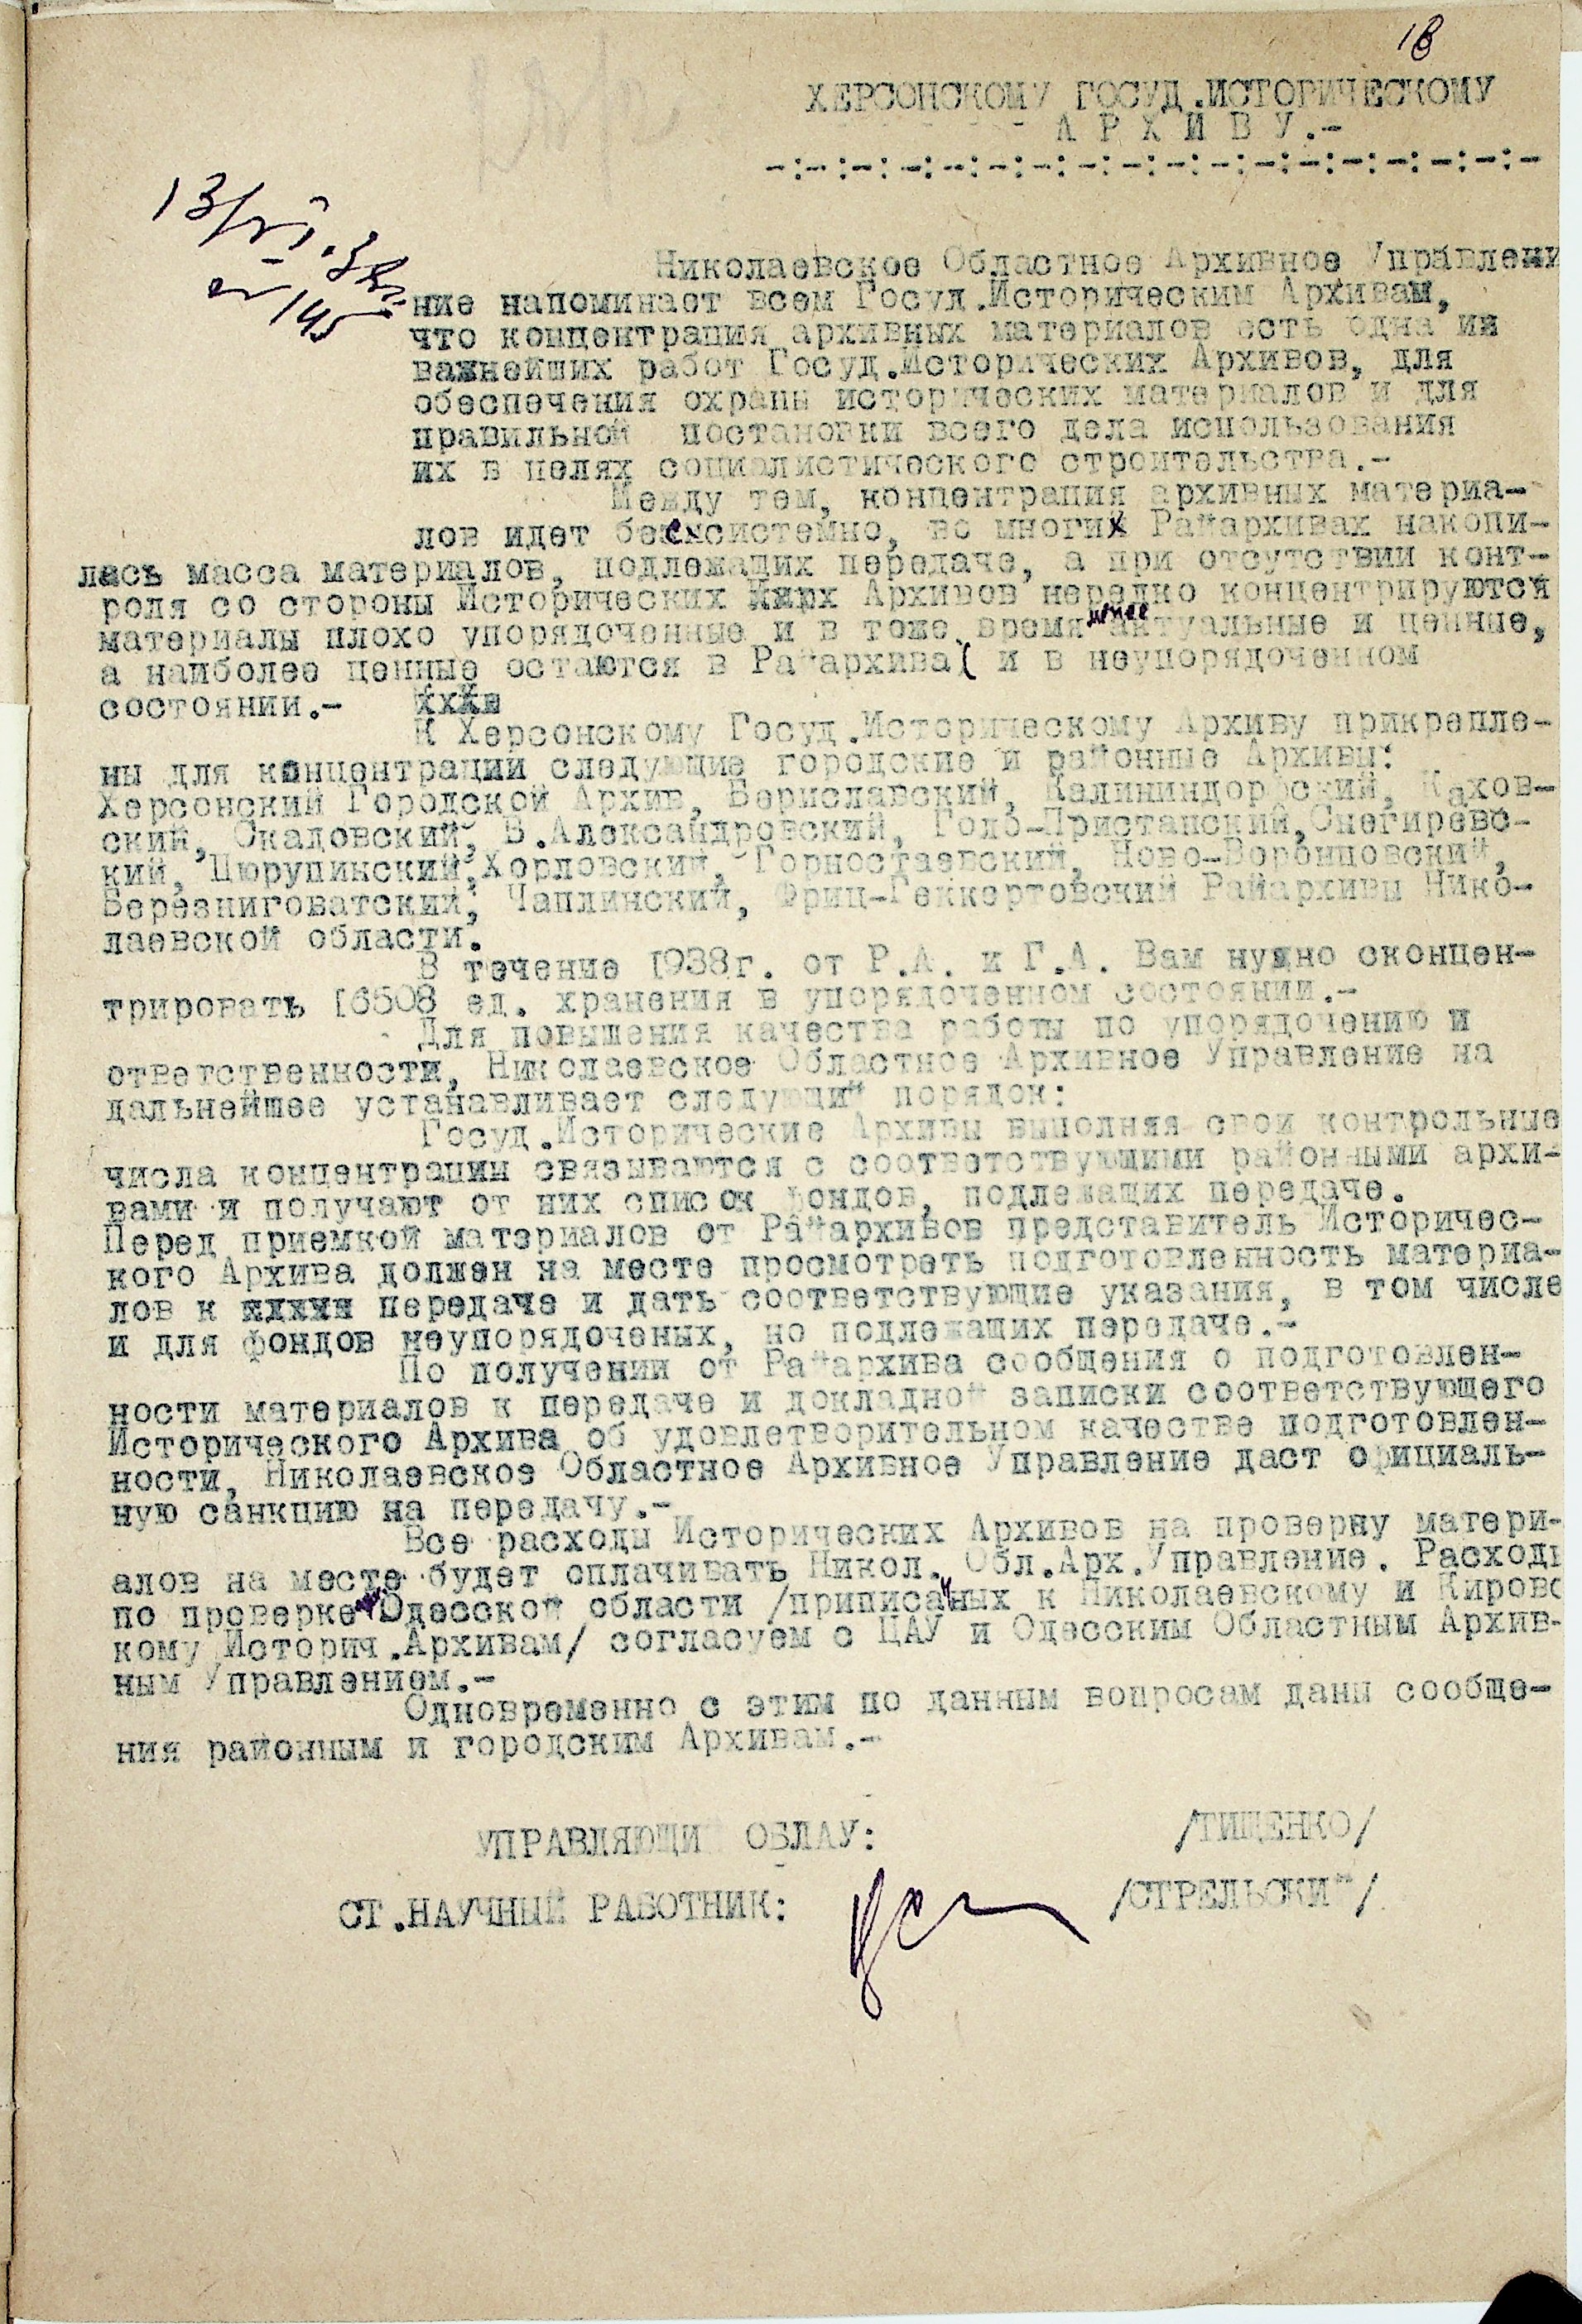 18
ХЕРСОНСКОМУ ГОСУД.ИСТОРИЧЕСКОМУ
А Р Х И В У.-
-:-:-:-:-:-:-:-:-:-:-:-:-:-:-:-:-:-
13/VI.38
145
Николаевское Областное Архивное Управлени
ние напоминает всем Госуд.Историческим Архивам,
что концентрация архивных материалов есть одна из
важнейших работ Госуд.Исторических Архивов, для
обеспечения охраны исторических материалов и для
правильной постановки всего дела использования
их в целях социалистического строительства.-
Между тем, концентрация архивных материа-
лов идет бессистемно, во многих Райархивах накопи-
лась масса материалов, подлежащих передаче, а при отсутствии конт-
роля со стороны Исторических Архивов нередко концентрируются
материалы плохо упорядоченные и в тоже время менее актуальные и ценные,
а наиболее ценные остаются в Райархива( и в неупорядоченном
состоянии.-
К Херсонскому Госуд.Историческому Архиву прикрепле-
ны для концентрации следующие городские и районные Архивы:
Херсонский Городской Архив, Бериславский, Калининдорфский, Кахов-
ский, Скадовский, В.Александровский, Голо-Пристанский,Снегиревс-
кий, Цюрупинский,Хорловский, Горностаевский, Ново-Воронцовский,
Березниговатский, Чаплинский, Фриц-Геккертовский Райархивы Нико-
лаевской области.
В течение I938г. от Р.А. и Г.А. Вам нужно сконцен-
трировать I6508 ед. хранения в упорядоченном состоянии.-
Для повышения качества работы по упорядочению и
ответственности, Николаевское Областное Архивное Управление на
дальнейшее устанавливает следующий порядок:
Госуд.Исторические Архивы выполняя свои контрольные
числа концентрации связываются с соответствующими районными архи-
вами и получают от них список фондов, подлежащих передаче.
Перед приемкой материалов от Райархивов представитель Историчес-
кого Архива должен на месте просмотреть подготовленность материа-
лов к передаче и дать соответствующие указания, в том числе
и для фондов неупорядоченых, но подлежащих передаче.-
По получении от Райархива сообщения о подготовлен-
ности материалов к передаче и докладной записки соответствующего
Исторического Архива об удовлетворительном качестве подготовлен-
ности, Николаевское Областное Архивное Управление даст официаль-
ную санкцию на передачу.-
Все расходы Исторических Архивов на проверку матери-
алов на месте будет оплачивать Никол. Обл.Арх.Управление. Расходы
по проверке Одесской области /приписаных к Николаевскому и Кировс
кому Историч.Архивам/ согласуем с ЦАУ и Одесским Областным Архив-
ным Управлением.-
Одновременно с этим по данным вопросам даны сообще-
ния районным и городским Архивам.-
УПРАВЛЯЮЩИЙ ОБЛАУ: /ТИЩЕНКО/
СТ.НАУЧНЫЙ РАБОТНИК: /СТРЕЛЬСКИЙ/